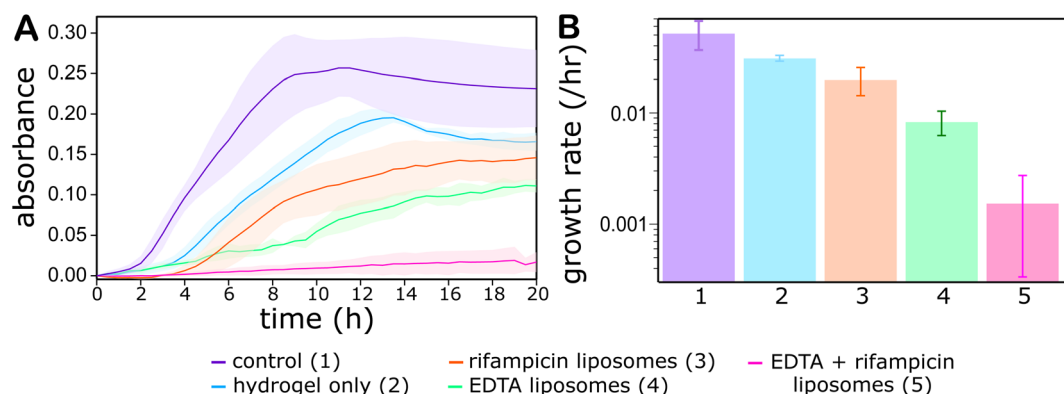 A
B
absorbance
0.30
0.25
0.20
0.15
0.10
0.05
0.00
0 2 4 6 8 10 12 14 16 18 20
time (h)
growth rate (/hr)
0.01
0.001
1 2 3 4 5
control (1)
hydrogel only (2)
rifampicin liposomes (3)
EDTA liposomes (4)
EDTA + rifampicin
liposomes (5)